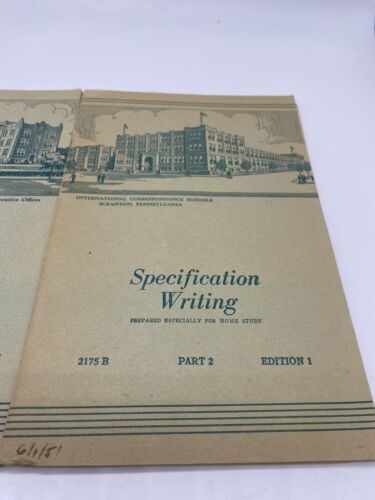 ecutive Offices
INTERNATIONAL CORRESPONDENCE SCHOOLS
SCRANTON, PENNSYLVANIA
Specification
Writing
PREPARED ESPECIALLY FOR HOME STUDY
2175 B PART 2 EDITION 1
6/1/51